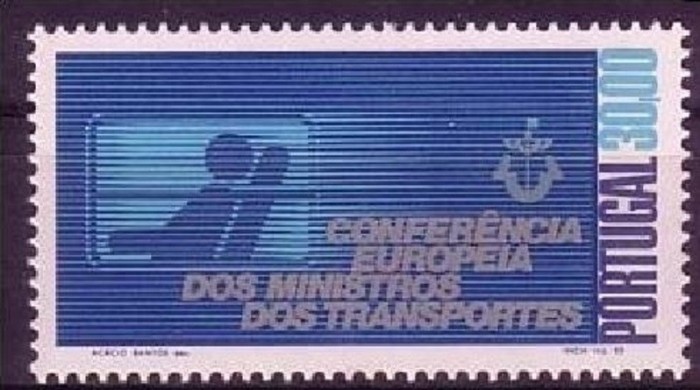 CONFERÊNCIA
EUROPEIA
DOS MINISTROS
DOS TRANSPORTES
PORTUGAL 30,00
ACÁCIO SANTOS